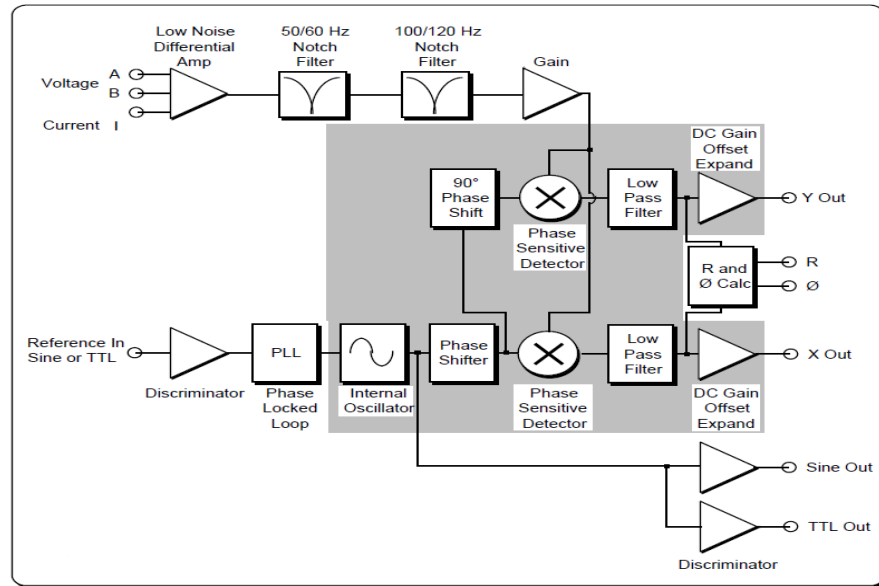 Low Noise
Differential
Amp
50/60 Hz
Notch
Filter
100/120 Hz
Notch
Filter
Gain
Voltage
A
B
Current I
DC Gain
Offset
Expand
90°
Phase
Shift
Low
Pass
Filter
Y Out
Phase
Sensitive
Detector
R and
Ø Calc
R
Ø
Reference In
Sine or TTL
PLL
Phase
Shifter
Low
Pass
Filter
X Out
Discriminator
Phase
Locked
Loop
Internal
Oscillator
Phase
Sensitive
Detector
DC Gain
Offset
Expand
Sine Out
TTL Out
Discriminator